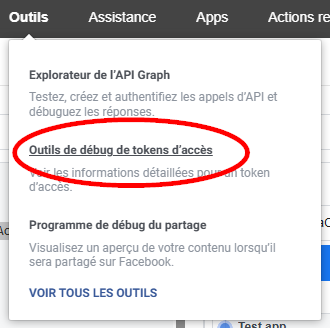 Outils Assistance Apps Actions re
Explorateur de l'API Graph
Testez, créez et authentifiez les appels d'API et
débuguez les réponses.
Outils de débug de tokens d'accès
Voir les informations détaillées pour un token
d'accès.
Programme de débug du partage
Visualisez un aperçu de votre contenu lorsqu'il
sera partagé sur Facebook.
VOIR TOUS LES OUTILS
Test app